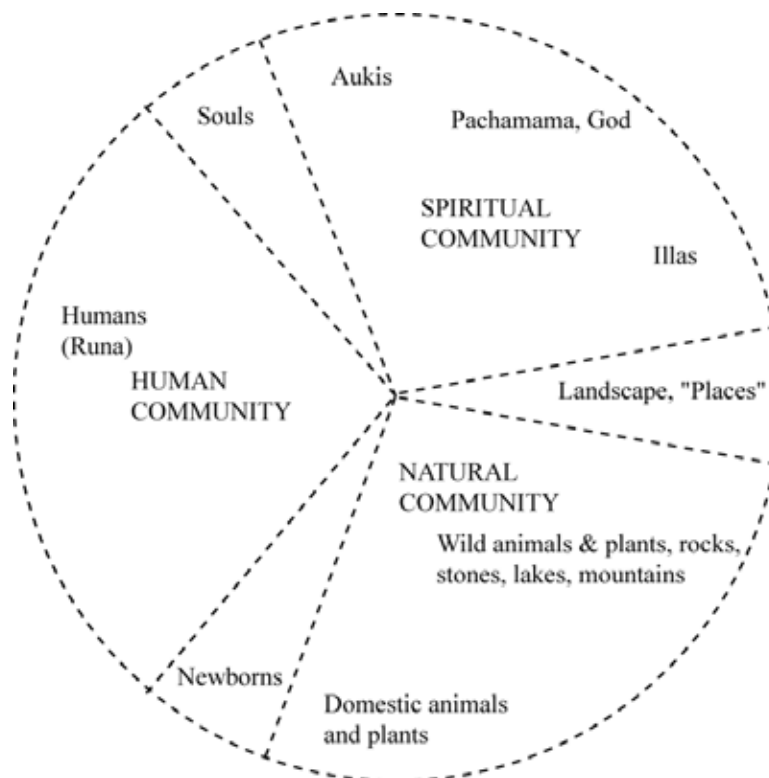 Aukis
Souls
Pachamama, God
SPIRITUAL
COMMUNITY
Illas
Humans
(Runa)
HUMAN
COMMUNITY
Landscape, "Places"
NATURAL
COMMUNITY
Wild animals & plants, rocks,
stones, lakes, mountains
Newborns
Domestic animals
and plants